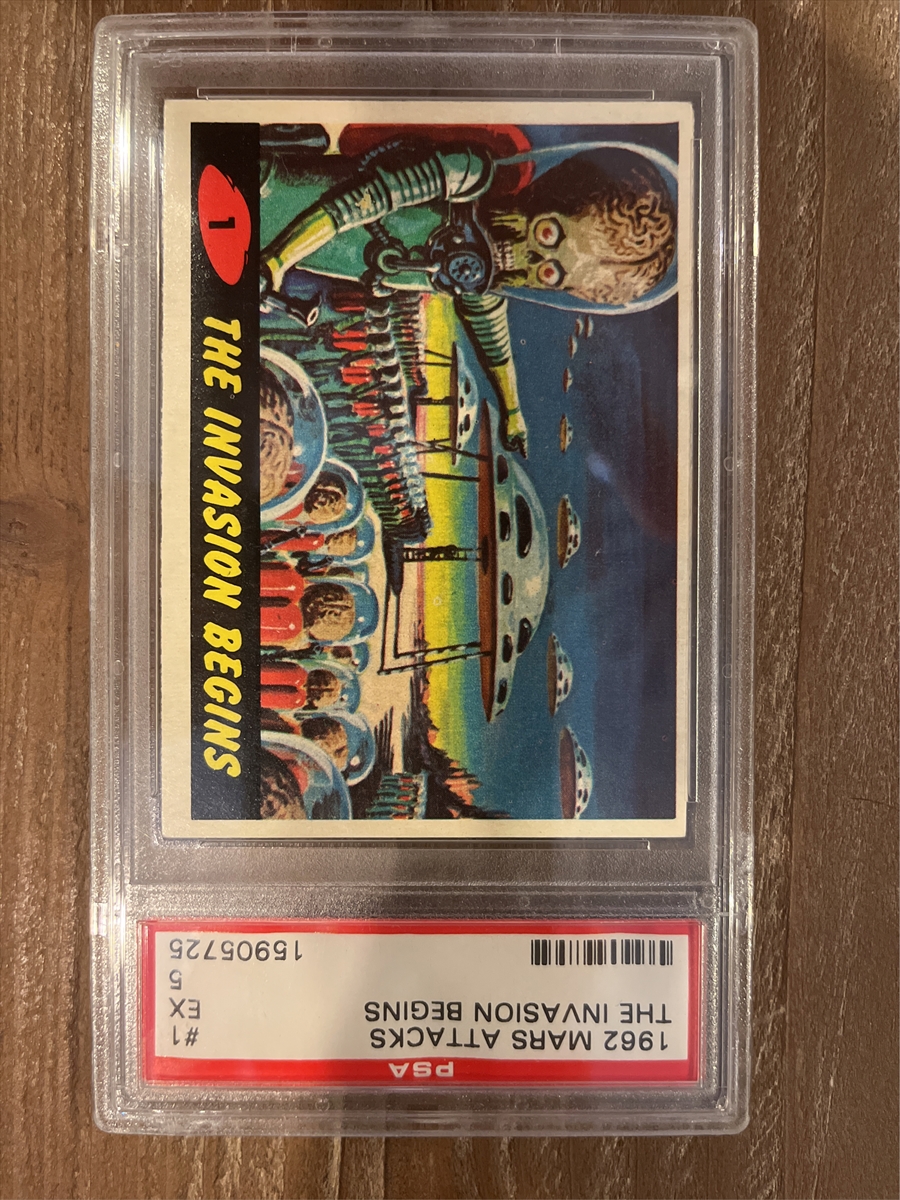 PSA
1962 MARS ATTACKS #1
THE INVASION BEGINS EX
5
15905725
1 THE INVASION BEGINS